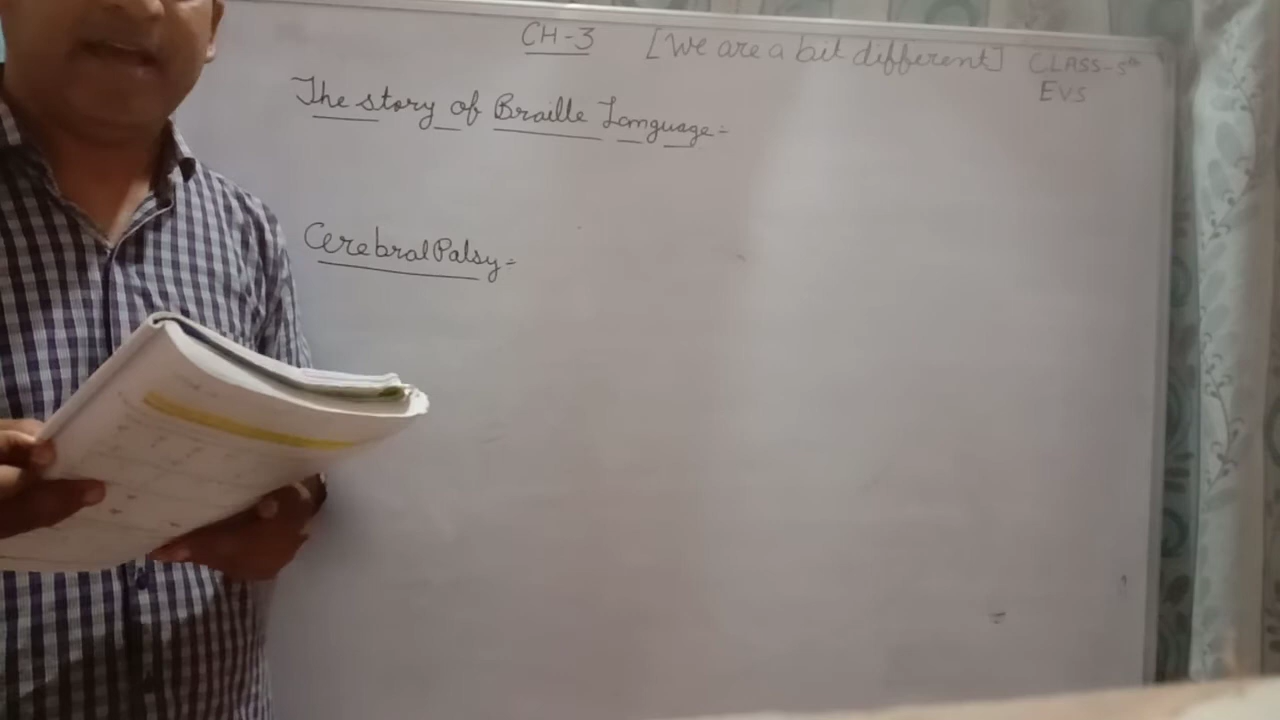 CH-3 [We are a bit different] CLASS-5th
EVS
The story of Braille Language:-
Cerebral Palsy:-